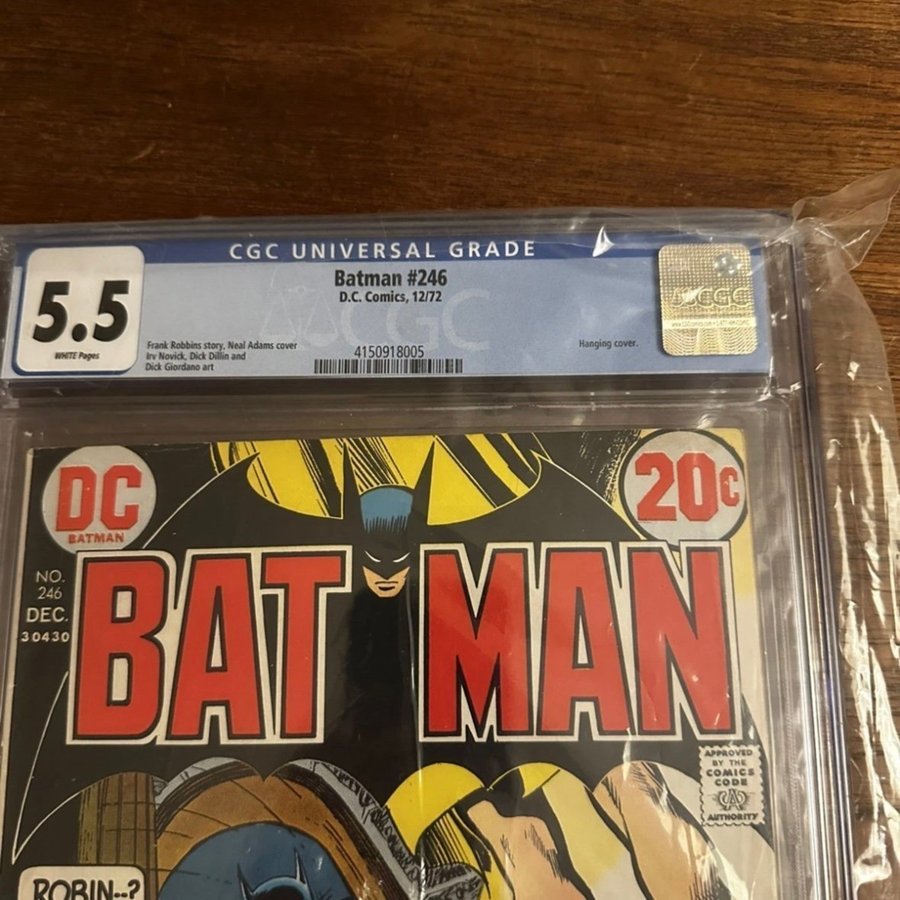 CGC UNIVERSAL GRADE
5.5
WHITE Pages
Batman #246
D.C. Comics, 12/72
Frank Robbins story, Neal Adams cover
Irv Novick, Dick Dillin and
Dick Giordano art
4150918005
Hanging cover.
CGC
CGC
DC
BATMAN
20¢
NO.
246
DEC.
30430
BATMAN
APPROVED
BY THE
COMICS
CODE
AUTHORITY
ROBIN--?